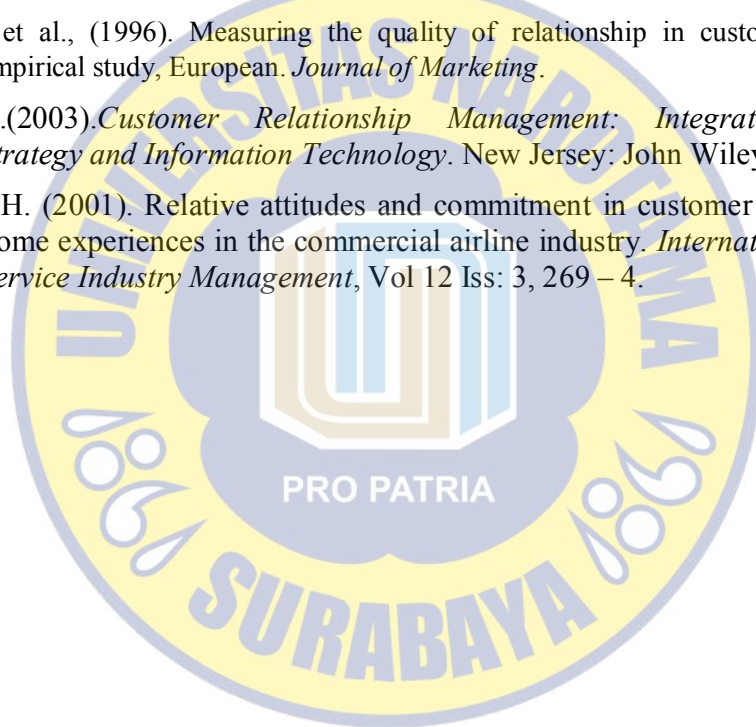 et al., (1996). Measuring the quality of relationship in custo
mpirical study, European. Journal of Marketing.
.(2003).Customer Relationship Management: Integrat
trategy and Information Technology. New Jersey: John Wiley
H. (2001). Relative attitudes and commitment in customer
ome experiences in the commercial airline industry. Internat
ervice Industry Management, Vol 12 Iss: 3, 269 – 4.
UNIVERSITAS NAROTAMA
PRO PATRIA
SURABAYA